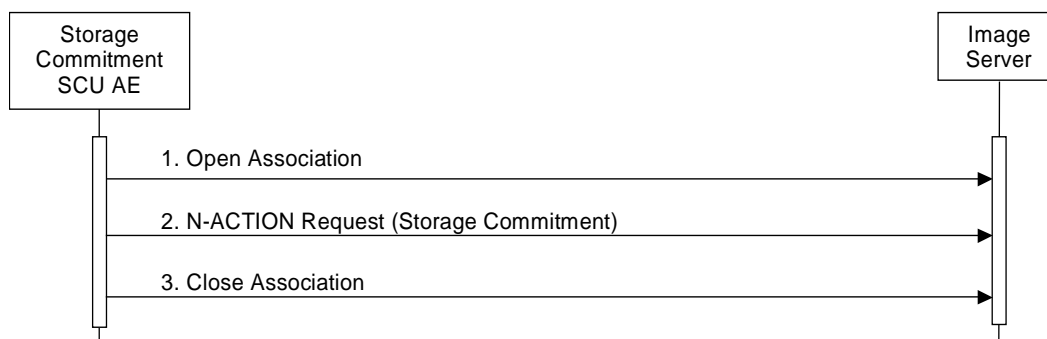 Storage
Commitment
SCU AE
Image
Server
1. Open Association
2. N-ACTION Request (Storage Commitment)
3. Close Association